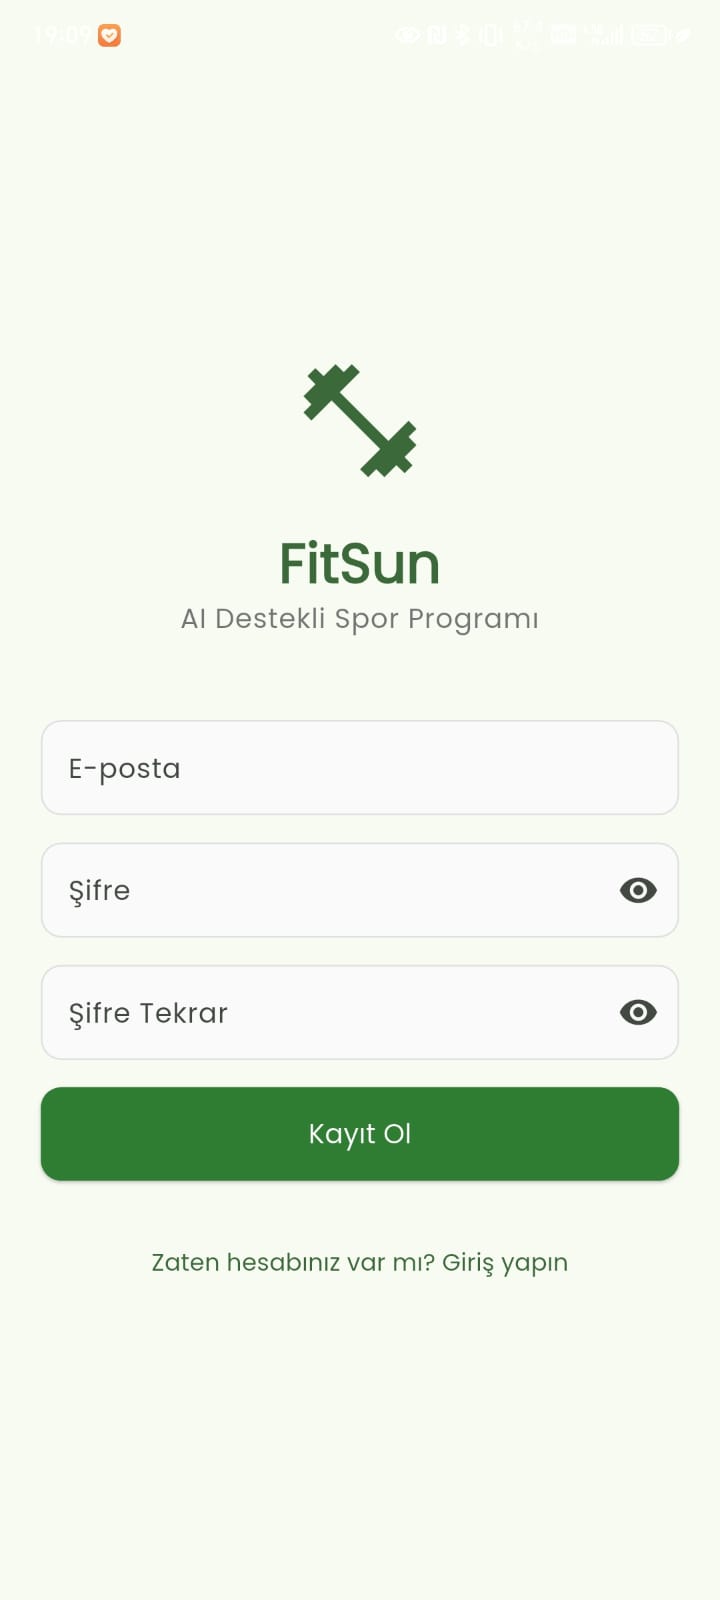 19:09
FitSun
AI Destekli Spor Programı
E-posta
Şifre
Şifre Tekrar
Kayıt Ol
Zaten hesabınız var mı? Giriş yapın